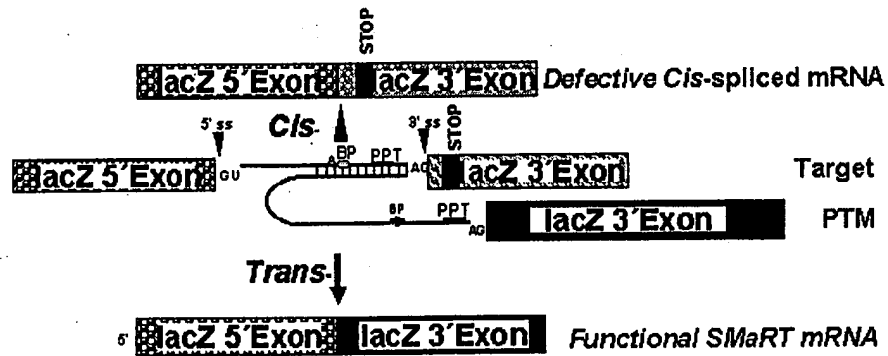 STOP
lacZ 5´Exon lacZ 3´Exon Defective Cis-spliced mRNA
5´ ss Cis- 3´ ss STOP
lacZ 5´Exon GU A BP PPT AG lacZ 3´Exon Target
BP PPT AG lacZ 3´Exon PTM
Trans-
5´ lacZ 5´Exon lacZ 3´Exon Functional SMaRT mRNA